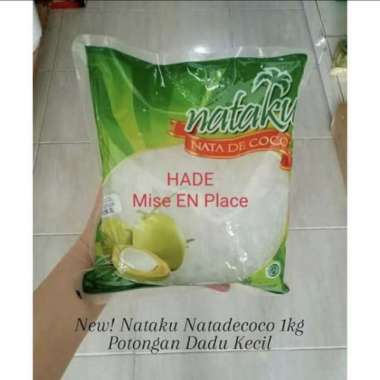 nataku
NATA DE COCO
HADE
Mise EN Place
New! Nataku Natadecoco 1kg
Potongan Dadu Kecil